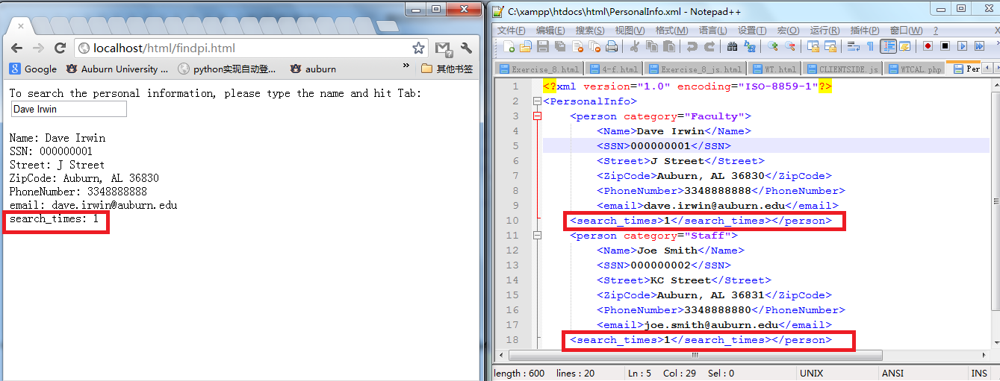 localhost/html/findpi.html
Google
Auburn University ...
python实现自动登...
auburn
»
其他书签
To search the personal information, please type the name and hit Tab:
Dave Irwin
Name: Dave Irwin
SSN: 000000001
Street: J Street
ZipCode: Auburn, AL 36830
PhoneNumber: 3348888888
email: dave.irwin@auburn.edu
search_times: 1
C:\xampp\htdocs\html\PersonalInfo.xml - Notepad++
文件(F) 编辑(E) 搜索(S) 视图(V) 格式(M) 语言(L) 设置(T) 宏(O) 运行(R) 插件(P) 窗口(W) ?
Exercise_8.html 4-f.html Exercise_8_js.html WT.html CLIENTSIDE.js WTCAL.php Per
1 <?xml version="1.0" encoding="ISO-8859-1"?>
2 <PersonalInfo>
3 <person category="Faculty">
4 <Name>Dave Irwin</Name>
5 <SSN>000000001</SSN>
6 <Street>J Street</Street>
7 <ZipCode>Auburn, AL 36830</ZipCode>
8 <PhoneNumber>3348888888</PhoneNumber>
9 <email>dave.irwin@auburn.edu</email>
10 <search_times>1</search_times></person>
11 <person category="Staff">
12 <Name>Joe Smith</Name>
13 <SSN>000000002</SSN>
14 <Street>KC Street</Street>
15 <ZipCode>Auburn, AL 36831</ZipCode>
16 <PhoneNumber>3348888880</PhoneNumber>
17 <email>joe.smith@auburn.edu</email>
18 <search_times>1</search_times></person>
length : 600 lines : 20 Ln : 5 Col : 29 Sel : 0 UNIX ANSI INS